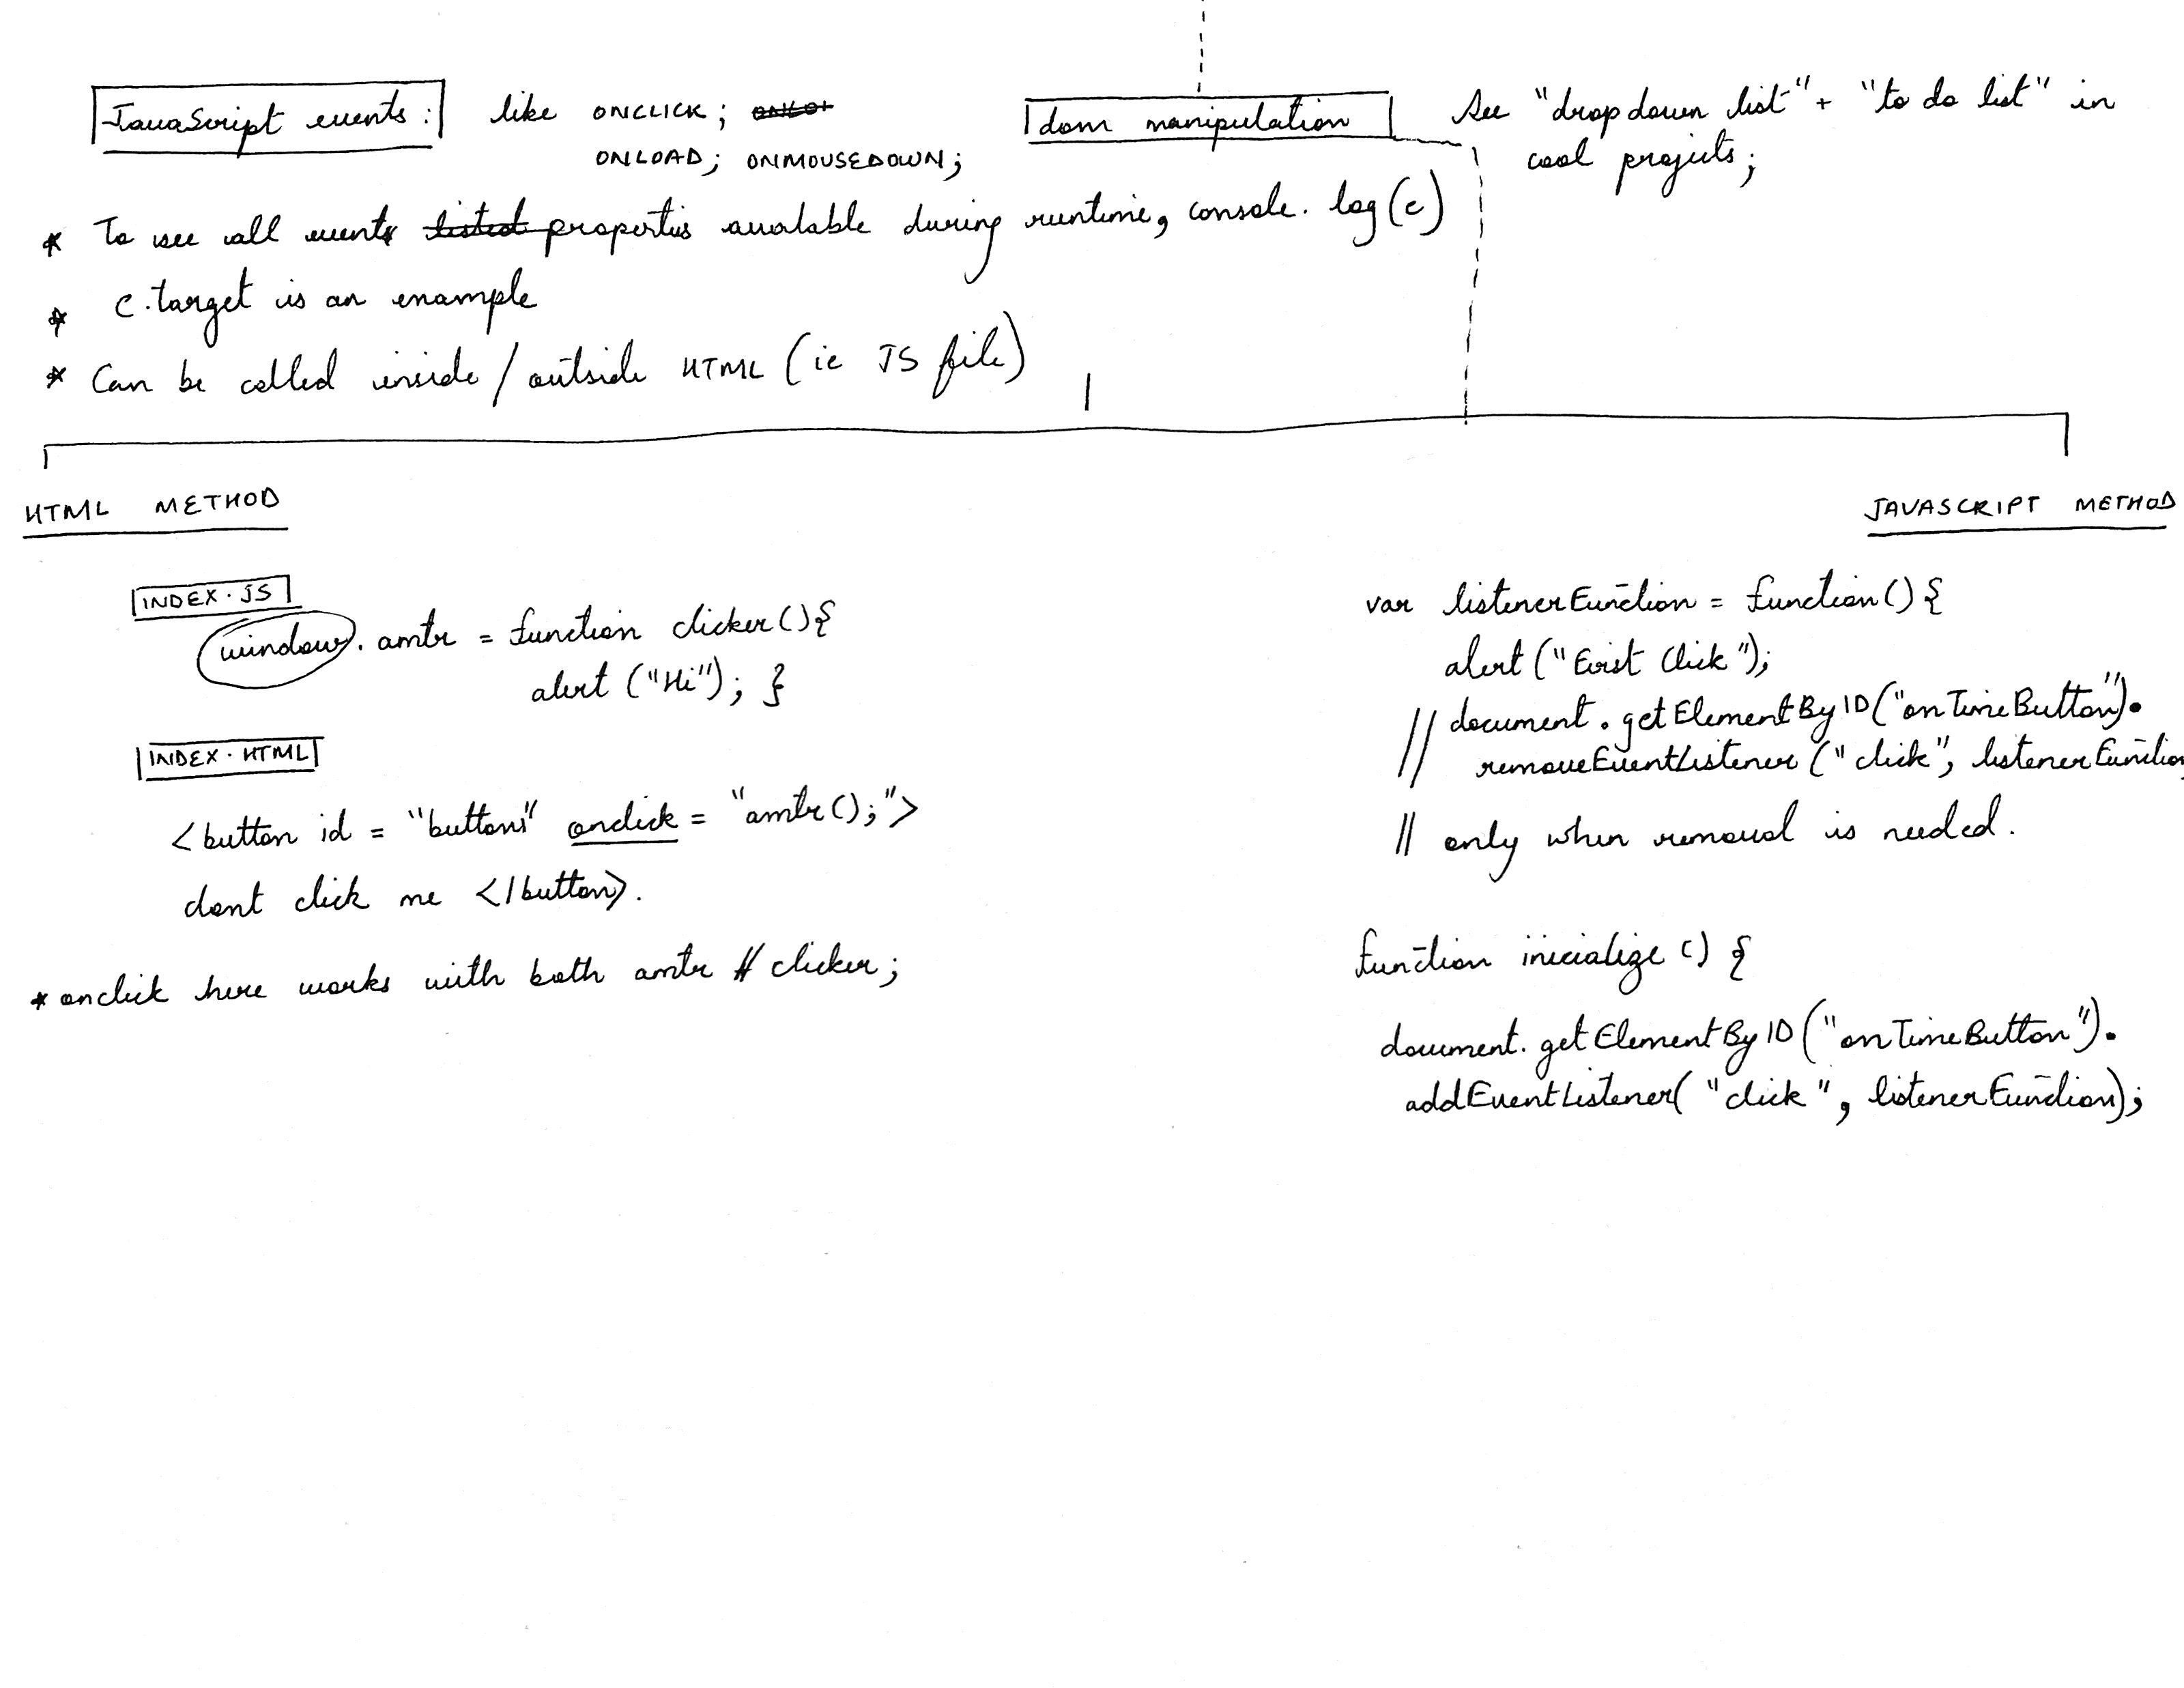 JavaScript events :
like ONCLICK;
ONLOAD; ONMOUSEDOWN;
dom manipulation
See "drop down list" + "to do list" in
cool projects;
* To see all events properties available during runtime, console.log(e)
* e.target is an example
* Can be called inside / outside HTML (ie JS file)
HTML METHOD
INDEX.JS
window. amtr = function clicker(){
alert ("Hi"); }
INDEX.HTML
<button id = "button" onclick = "amtr();">
dont click me </button>.
* onclick here works with both amtr // clicker;
JAVASCRIPT METHOD
var listenerFunction = function(){
alert("First Click");
// document.getElementByID("onTimeButton").
removeEventListener("click", listenerFunction
// only when removal is needed.
function inicialize () {
document.getElementByID("onTimeButton").
addEventListener("click", listenerFunction);